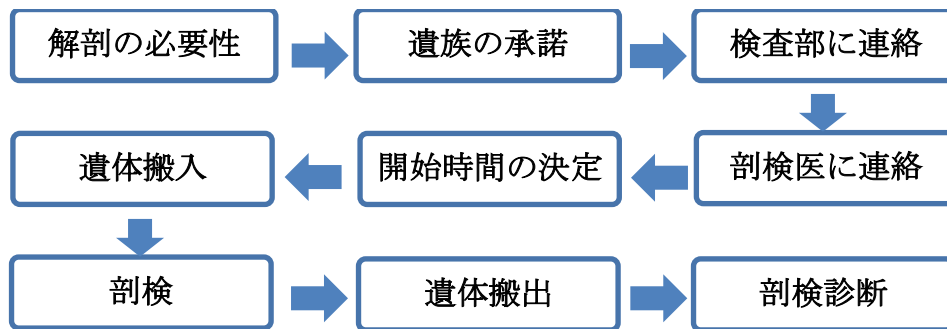 解剖の必要性
遺族の承諾
検査部に連絡
剖検医に連絡
開始時間の決定
遺体搬入
剖検
遺体搬出
剖検診断